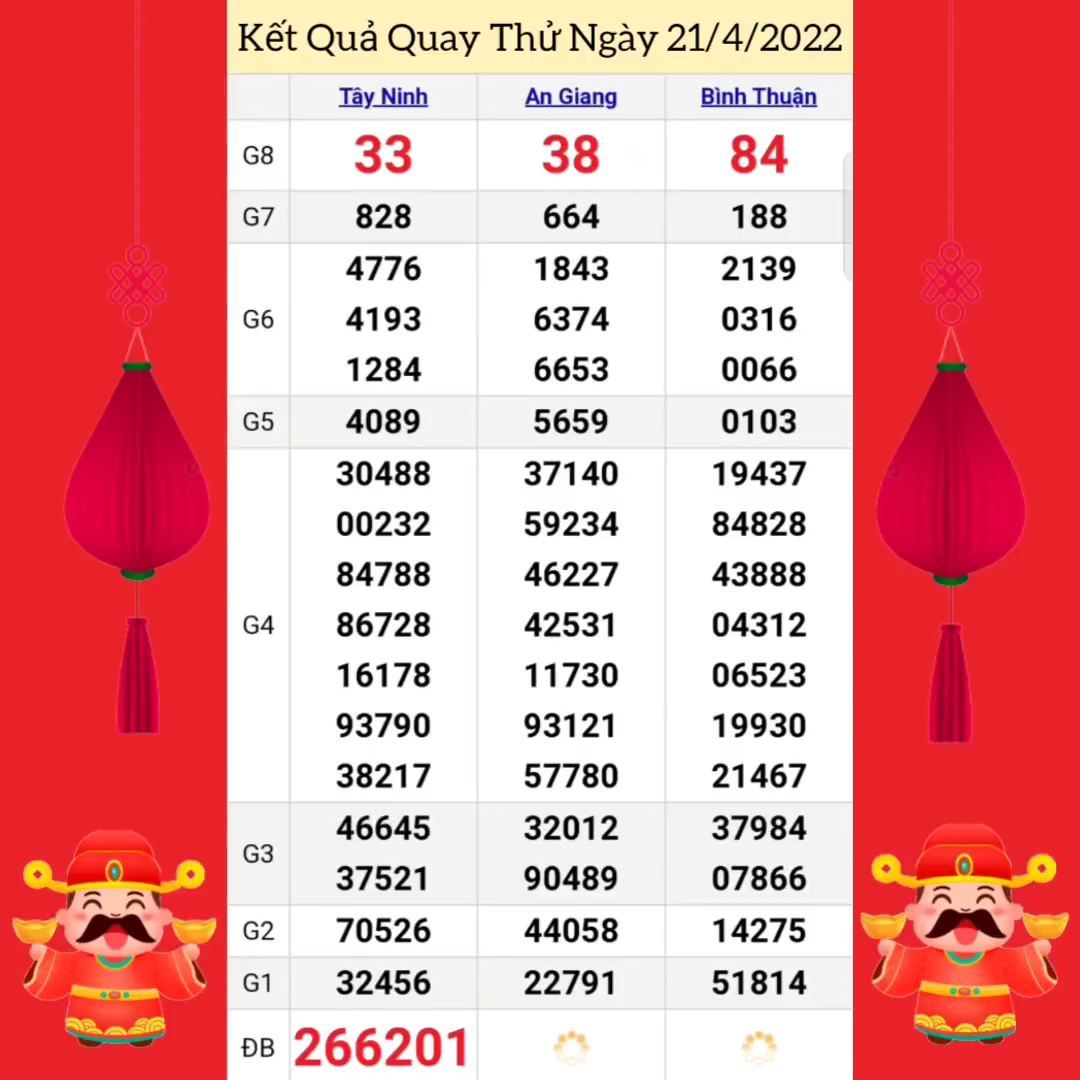 Kết Quả Quay Thử Ngày 21/4/2022
Tây Ninh An Giang Bình Thuận
G8 33 38 84
G7 828 664 188
4776 1843 2139
G6 4193 6374 0316
1284 6653 0066
G5 4089 5659 0103
30488 37140 19437
00232 59234 84828
84788 46227 43888
G4 86728 42531 04312
16178 11730 06523
93790 93121 19930
38217 57780 21467
46645 32012 37984
G3
37521 90489 07866
G2 70526 44058 14275
G1 32456 22791 51814
ĐB 266201